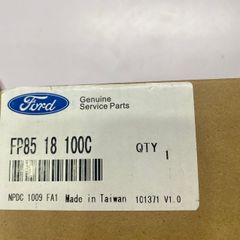 Ford
Genuine
Service Parts
FP85 18 100C
QTY
1
NPDC 1009 FA1 Made in Taiwan 101371 V1.0